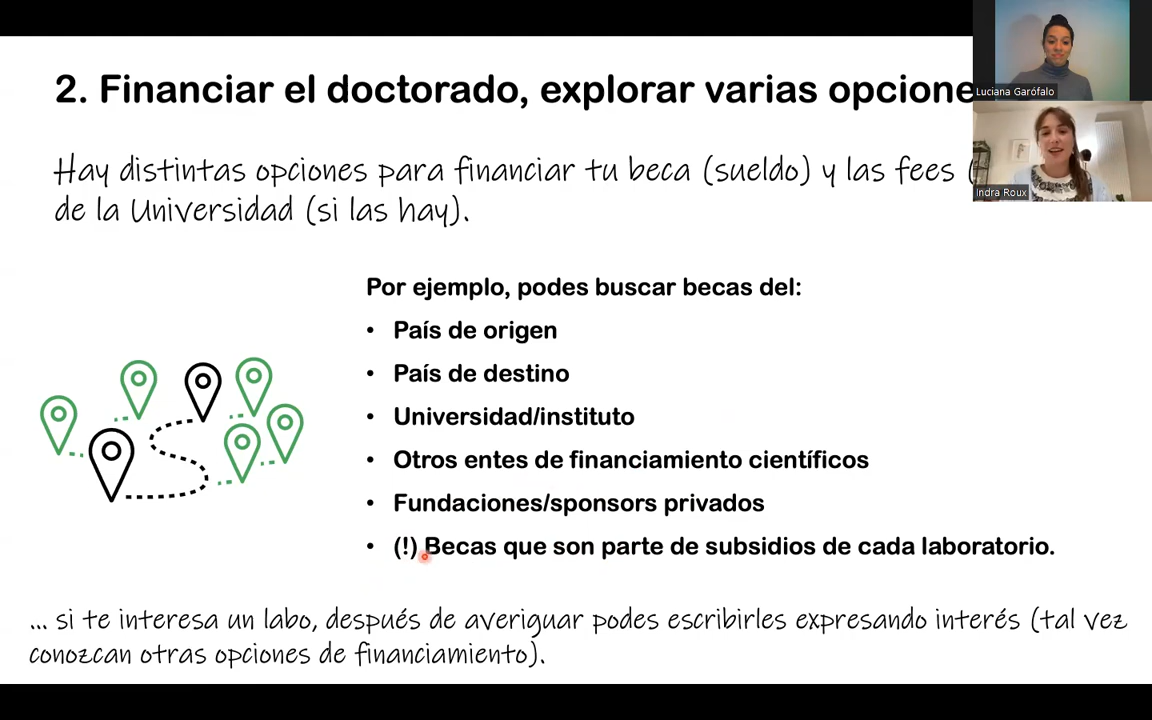 2. Financiar el doctorado, explorar varias opcione
Luciana Garófalo
Hay distintas opciones para financiar tu beca (sueldo) y las fees (
Indra Roux
de la Universidad (si las hay).
Por ejemplo, podes buscar becas del:
• País de origen
• País de destino
• Universidad/instituto
• Otros entes de financiamiento científicos
• Fundaciones/sponsors privados
• (!) Becas que son parte de subsidios de cada laboratorio.
... si te interesa un labo, después de averiguar podes escribirles expresando interés (tal vez
conozcan otras opciones de financiamiento).